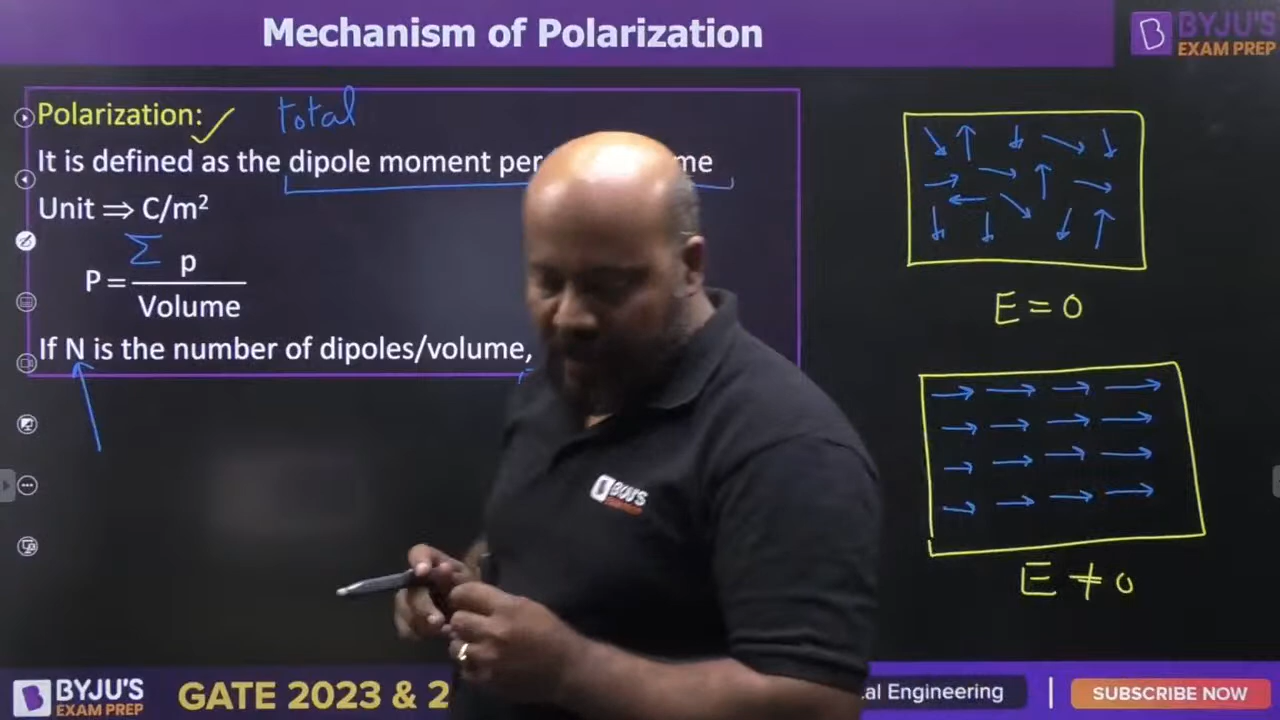 Mechanism of Polarization
BYJU'S
EXAM PREP
Polarization:
total
It is defined as the dipole moment per
Unit ⇒ C/m²
Σ p
P =
Volume
If N is the number of dipoles/volume,
E = 0
E ≠ 0
BYJU'S
BYJU'S
EXAM PREP
GATE 2023 & 2
Engineering
SUBSCRIBE NOW